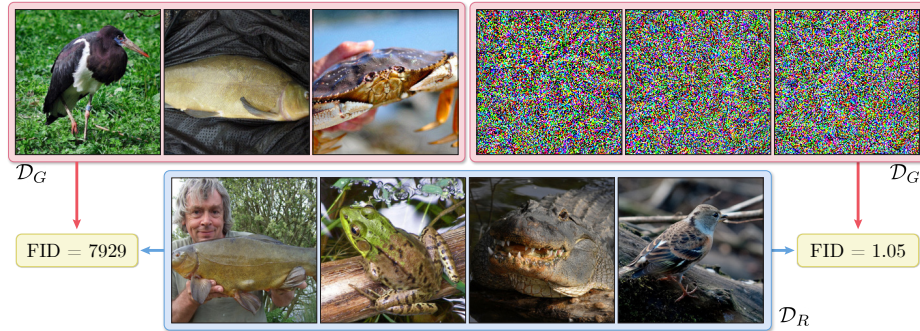 𝒟_G
𝒟_G
FID = 7929
FID = 1.05
𝒟_R